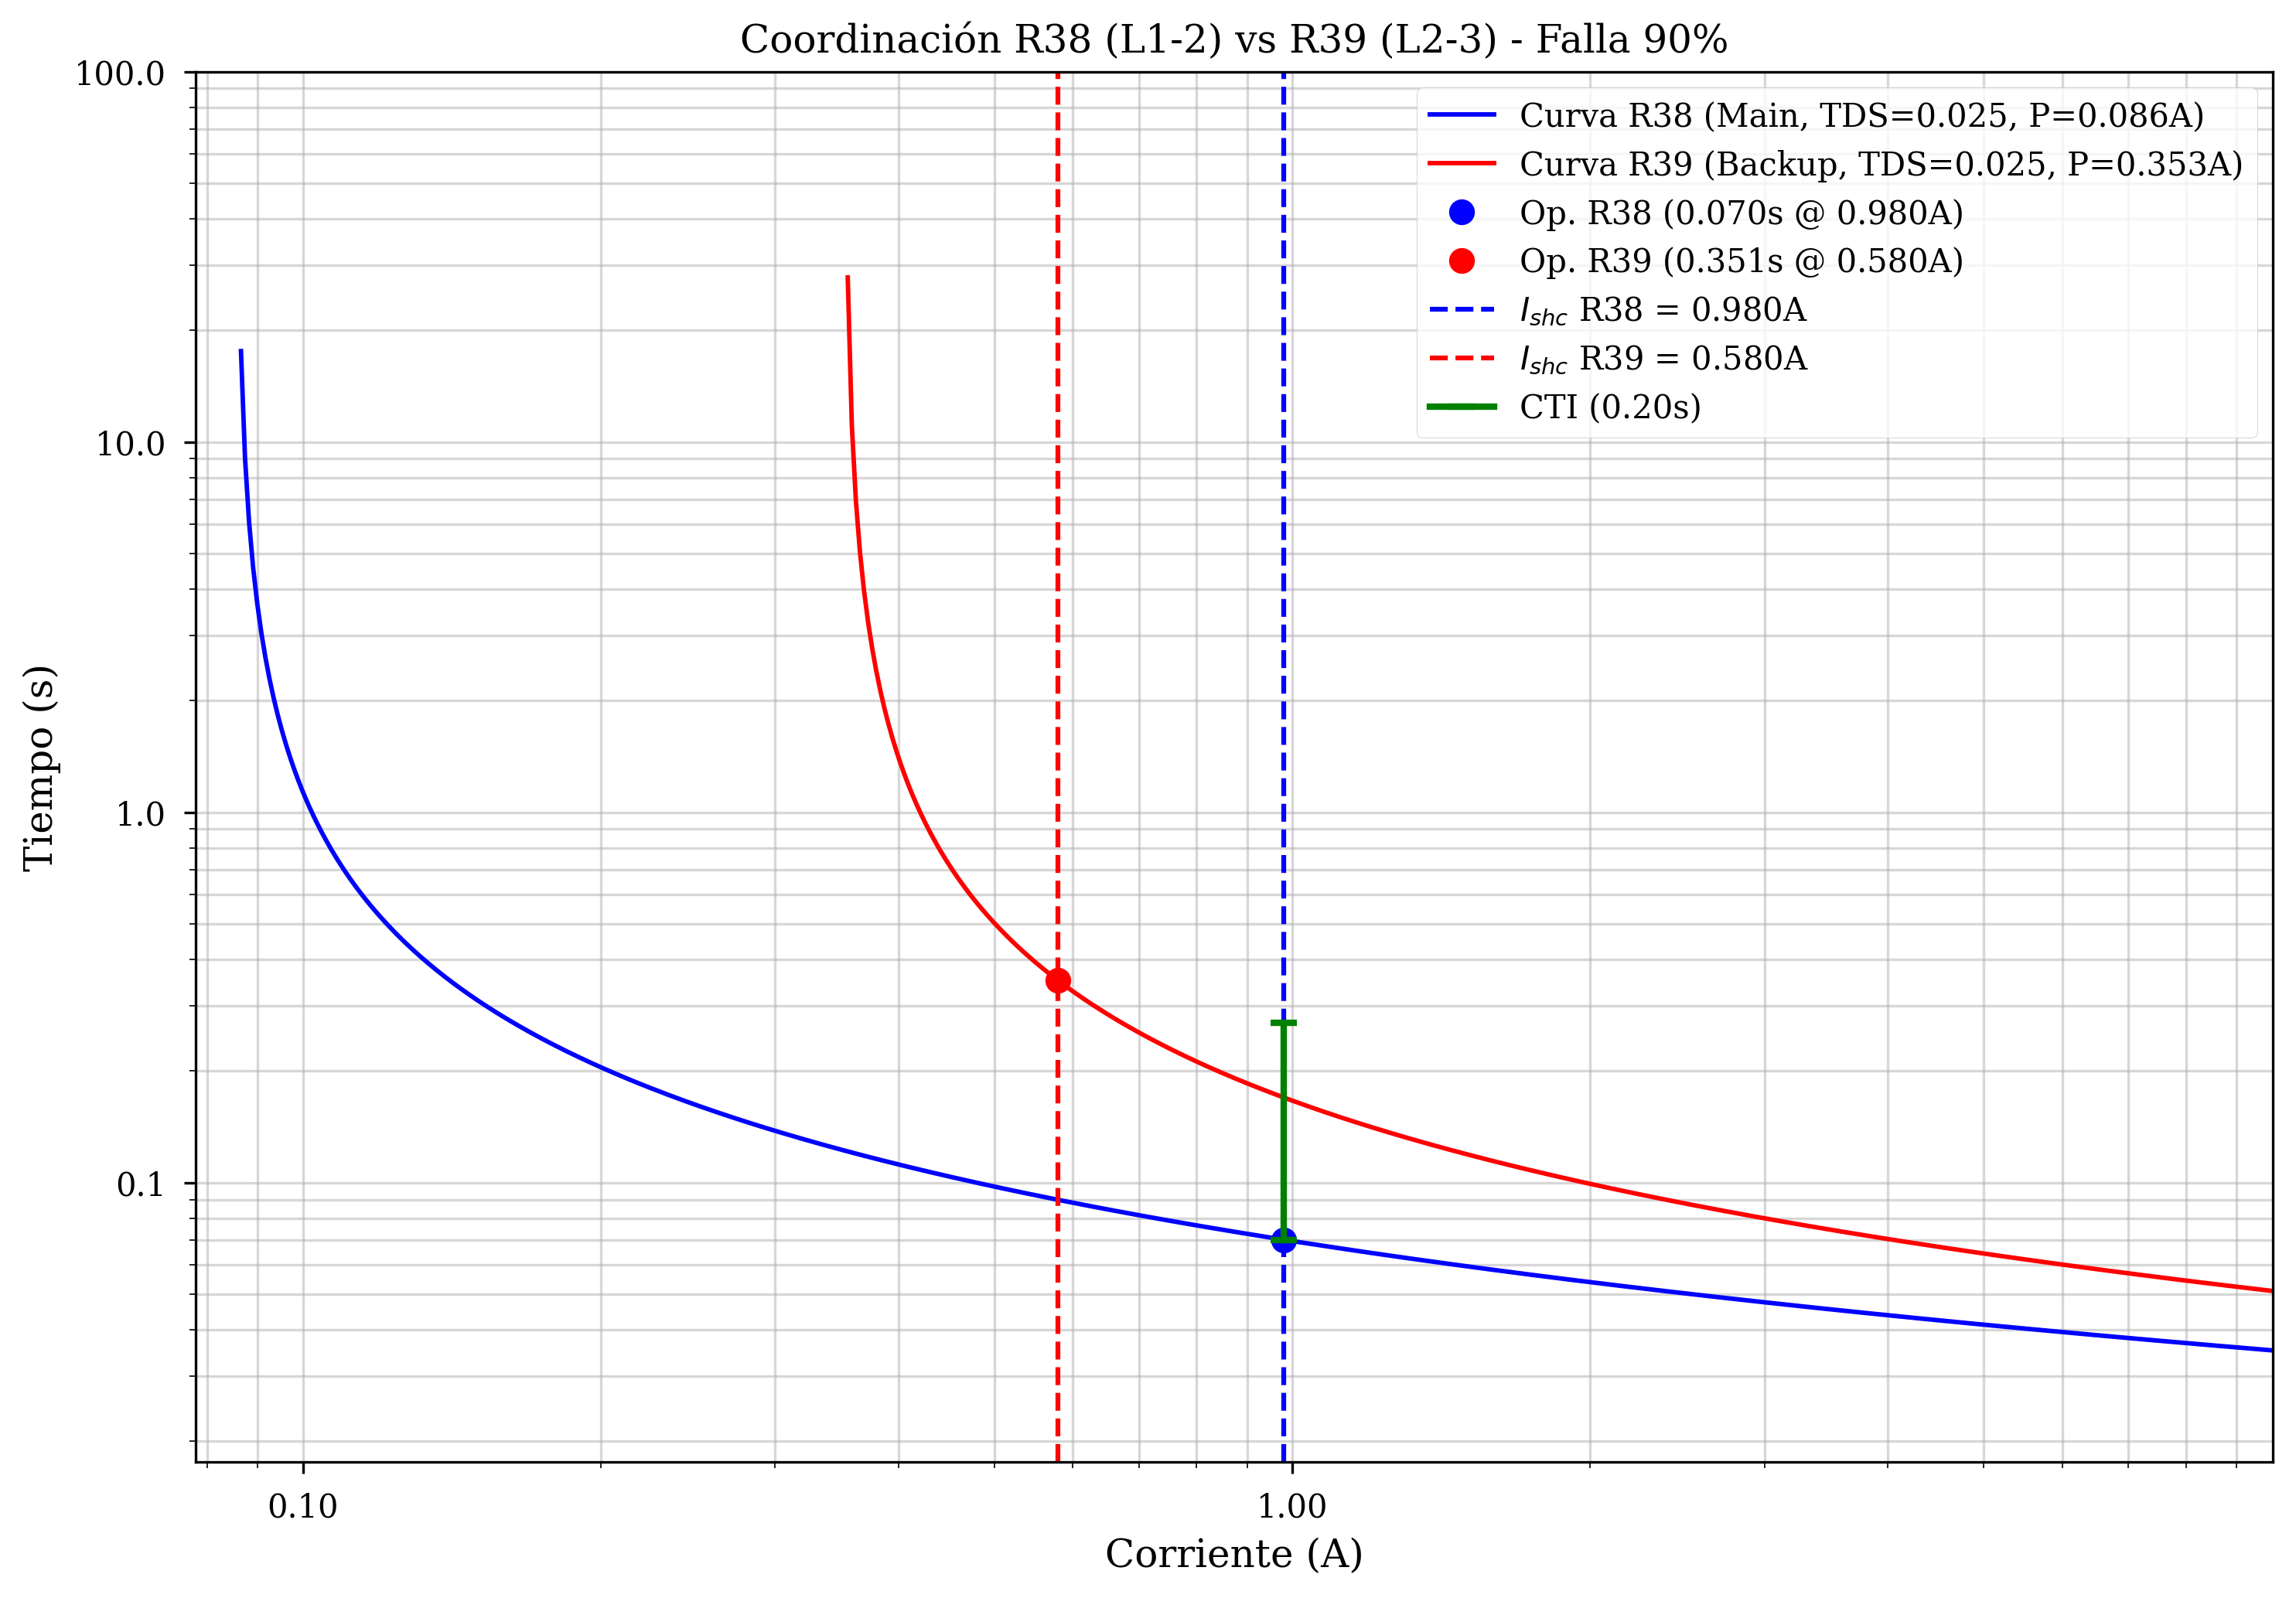 Coordinación R38 (L1-2) vs R39 (L2-3) - Falla 90%
100.0
10.0
1.0
0.1
Tiempo (s)
Curva R38 (Main, TDS=0.025, P=0.086A)
Curva R39 (Backup, TDS=0.025, P=0.353A)
Op. R38 (0.070s @ 0.980A)
Op. R39 (0.351s @ 0.580A)
I_shc R38 = 0.980A
I_shc R39 = 0.580A
CTI (0.20s)
0.10
1.00
Corriente (A)